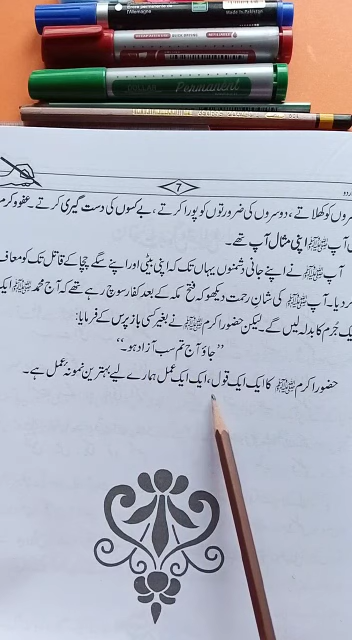 l'Allemagne Made in Pakistan
Permanent
7
اردو
روں کو کھلاتے، دوسروں کی ضرورتوں کو پورا کرتے، بے کسوں کی دست گیری کرتے۔ عفو و کرم
آپ ﷺ اپنی مثال آپ تھے۔
آپ ﷺ نے اپنے جانی دشمنوں یہاں تک کہ اپنی بیٹی اور اپنے سگے چچا کے قاتل تک کو معاف
کر دیا۔ آپ ﷺ کی شانِ رحمت دیکھو کہ فتح مکہ کے بعد کفار سوچ رہے تھے کہ آج محمد ﷺ ایک
ایک جُرم کا بدلہ لیں گے۔ لیکن حضور اکرم ﷺ نے بغیر کسی باز پرس کے فرمایا:
"جاؤ آج تم سب آزاد ہو۔"
حضور اکرم ﷺ کا ایک ایک قول، ایک ایک عمل ہمارے لیے بہترین نمونۂ عمل ہے۔